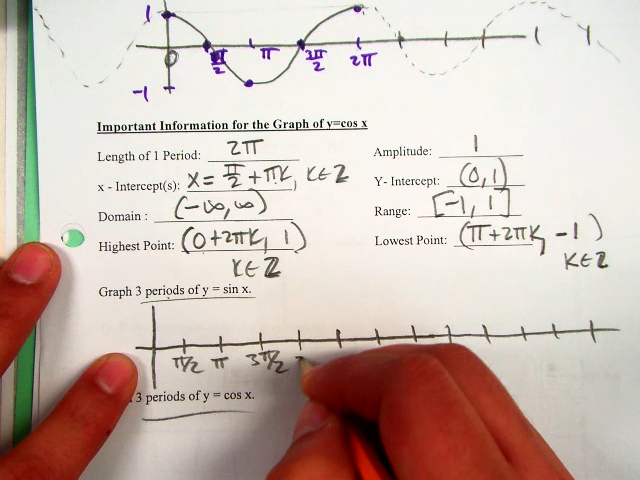 1
0 π/2 π 3π/2 2π
-1
Important Information for the Graph of y=cos x
Length of 1 Period: 2π Amplitude: 1
x - Intercept(s): x = π/2 + πK, K∈Z Y- Intercept: (0,1)
Domain : (-∞,∞) Range: [-1, 1]
Highest Point: (0+2πK, 1) Lowest Point: (π+2πK, -1)
K∈Z K∈Z
Graph 3 periods of y = sin x.
π/2 π 3π/2
3 periods of y = cos x.